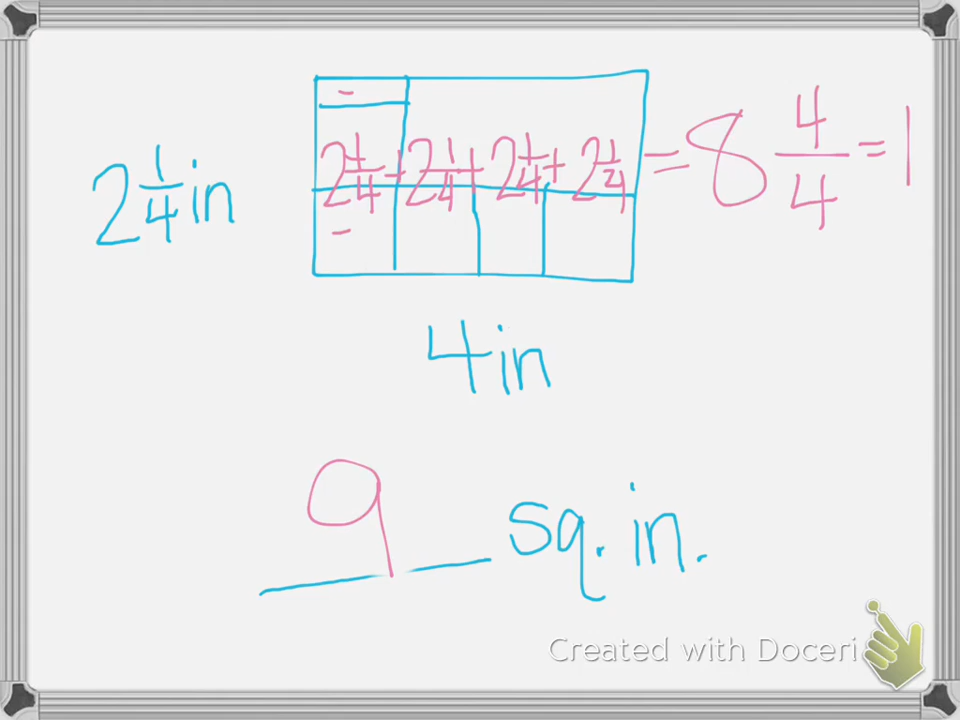 2 1/4 in
2 1/4 + 2 1/4 + 2 1/4 + 2 1/4 = 8 4/4 = 1
4 in
9 sq. in.
Created with Doceri